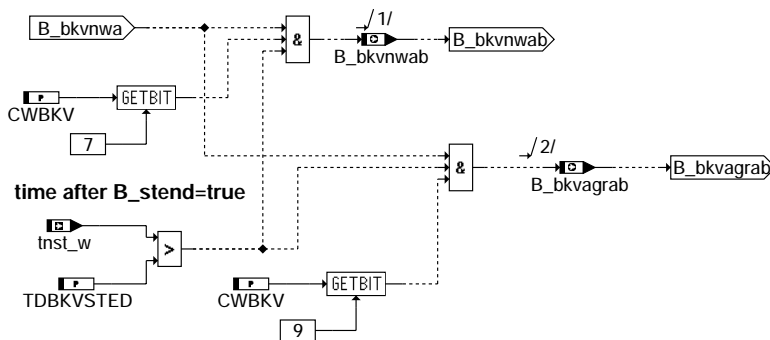 B_bkvnwa
&
/1/
B_bkvnwab
B_bkvnwab
P
CWBKV
GETBIT
7
&
/2/
B_bkvagrab
B_bkvagrab
time after B_stend=true
tnst_w
>
P
TDBKVSTED
P
CWBKV
GETBIT
9